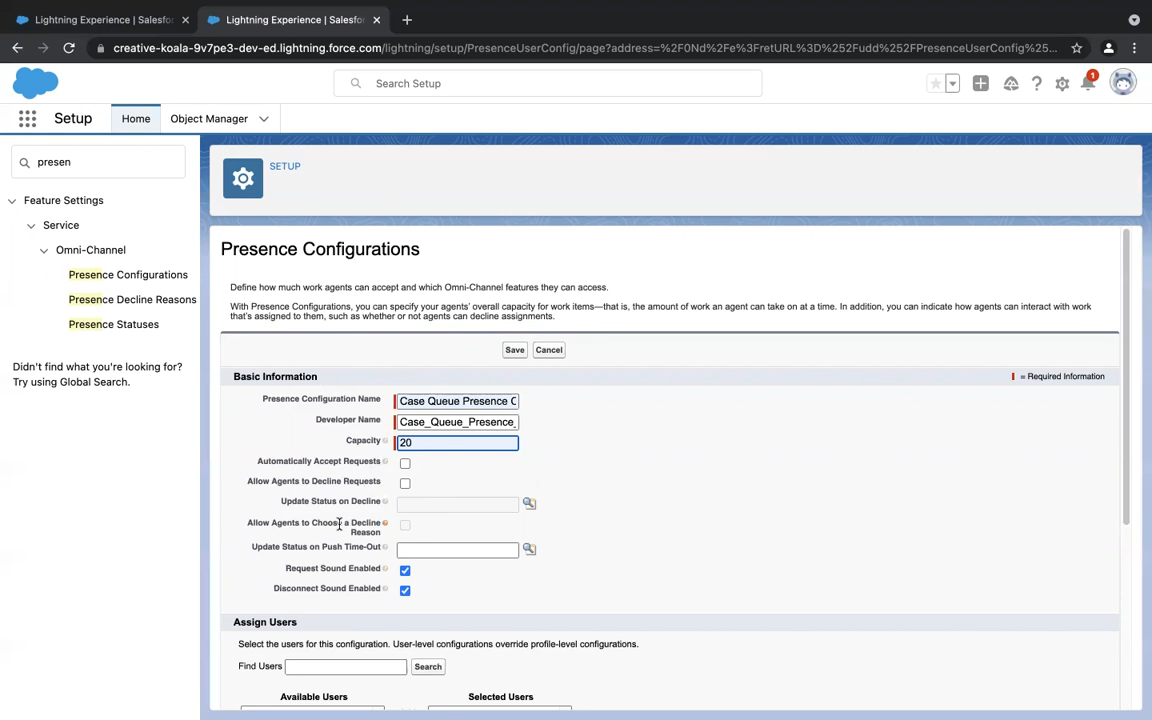 Lightning Experience | Salesfor
Lightning Experience | Salesfo
creative-koala-9v7pe3-dev-ed.lightning.force.com/lightning/setup/PresenceUserConfig/page?address=%2F0Nd%2Fe%3FretURL%3D%252Fudd%252FPresenceUserConfig%25...
Search Setup
1
Setup
Home
Object Manager
presen
Feature Settings
Service
Omni-Channel
Presence Configurations
Presence Decline Reasons
Presence Statuses
Didn't find what you're looking for?
Try using Global Search.
SETUP
Presence Configurations
Define how much work agents can accept and which Omni-Channel features they can access.
With Presence Configurations, you can specify your agents' overall capacity for work items—that is, the amount of work an agent can take on at a time. In addition, you can indicate how agents can interact with work
that's assigned to them, such as whether or not agents can decline assignments.
Save Cancel
Basic Information
= Required Information
Presence Configuration Name Case Queue Presence C
Developer Name Case_Queue_Presence_
Capacity 20
Automatically Accept Requests
Allow Agents to Decline Requests
Update Status on Decline
Allow Agents to Choose a Decline
Reason
Update Status on Push Time-Out
Request Sound Enabled
Disconnect Sound Enabled
Assign Users
Select the users for this configuration. User-level configurations override profile-level configurations.
Find Users Search
Available Users Selected Users